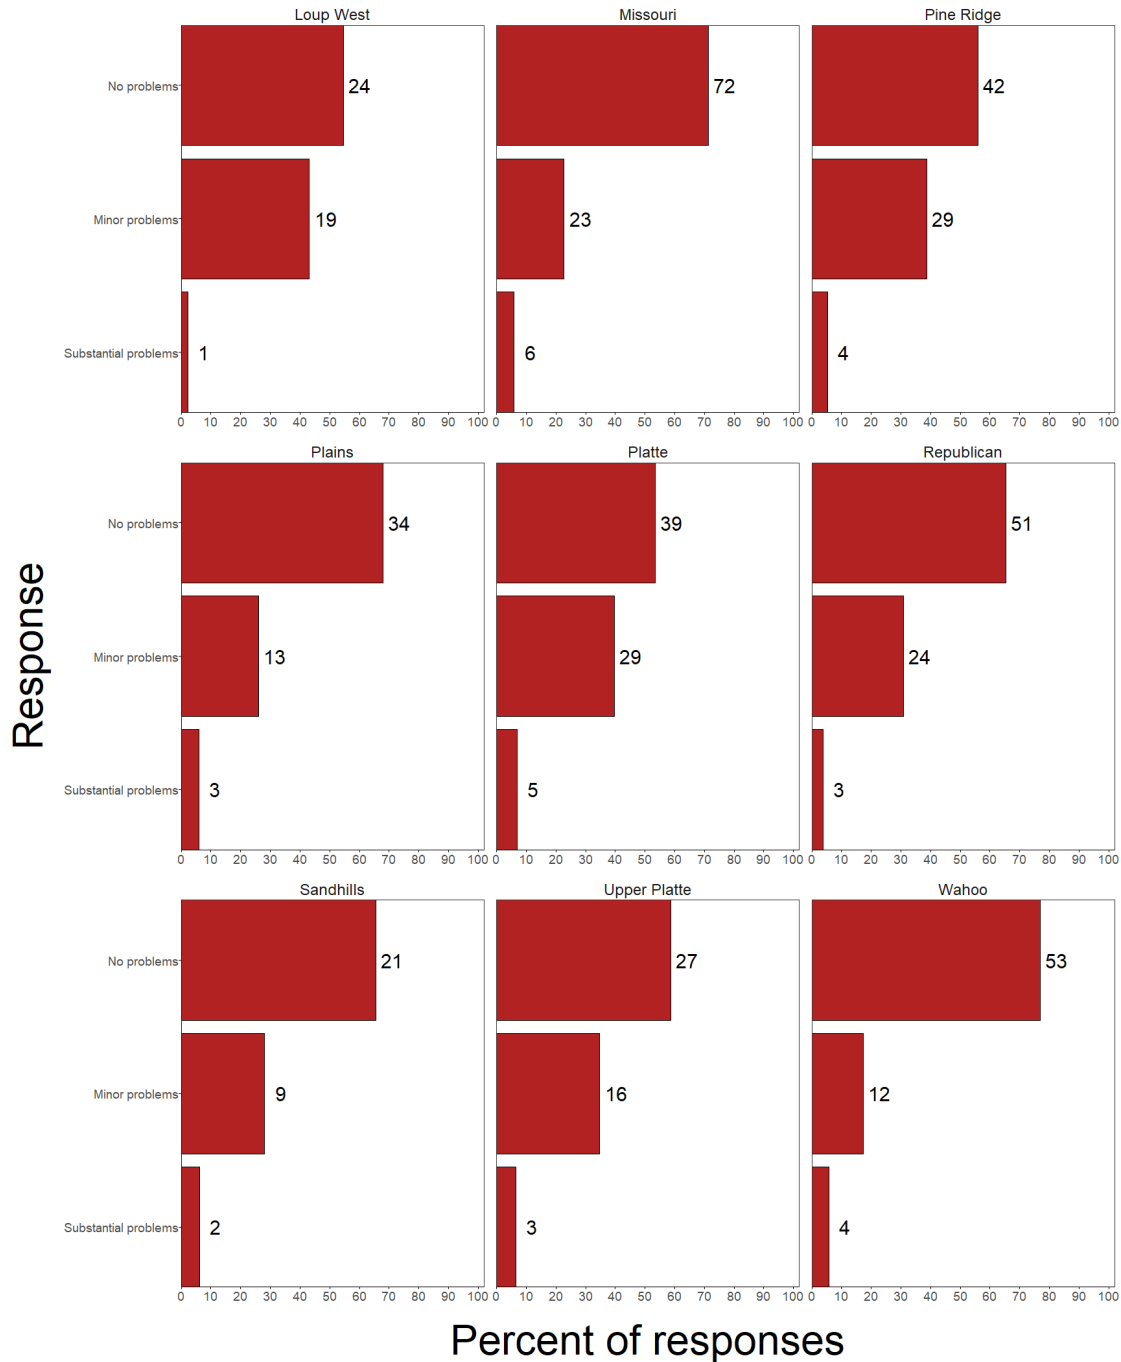 Loup West Missouri Pine Ridge
No problems 24 72 42
Minor problems 19 23 29
Substantial problems 1 6 4
0 10 20 30 40 50 60 70 80 90 100 0 10 20 30 40 50 60 70 80 90 100 0 10 20 30 40 50 60 70 80 90 100
Plains Platte Republican
No problems 34 39 51
Minor problems 13 29 24
Substantial problems 3 5 3
0 10 20 30 40 50 60 70 80 90 100 0 10 20 30 40 50 60 70 80 90 100 0 10 20 30 40 50 60 70 80 90 100
Sandhills Upper Platte Wahoo
No problems 21 27 53
Minor problems 9 16 12
Substantial problems 2 3 4
0 10 20 30 40 50 60 70 80 90 100 0 10 20 30 40 50 60 70 80 90 100 0 10 20 30 40 50 60 70 80 90 100
Response
Percent of responses